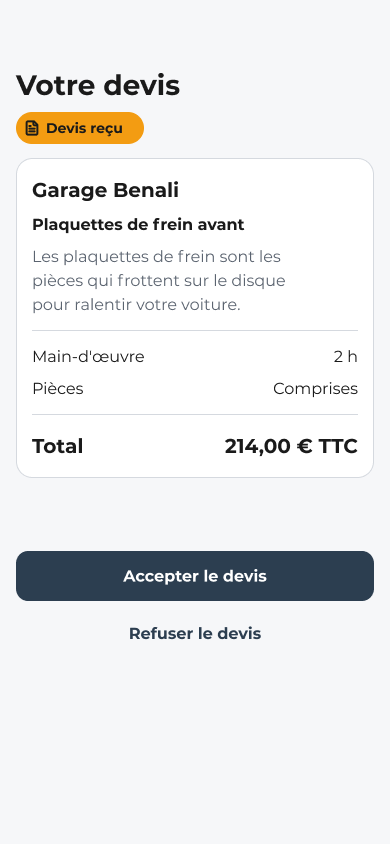 Votre devis
Devis reçu
Garage Benali
Plaquettes de frein avant
Les plaquettes de frein sont les
pièces qui frottent sur le disque
pour ralentir votre voiture.
Main-d'œuvre 2 h
Pièces Comprises
Total 214,00 € TTC
Accepter le devis
Refuser le devis